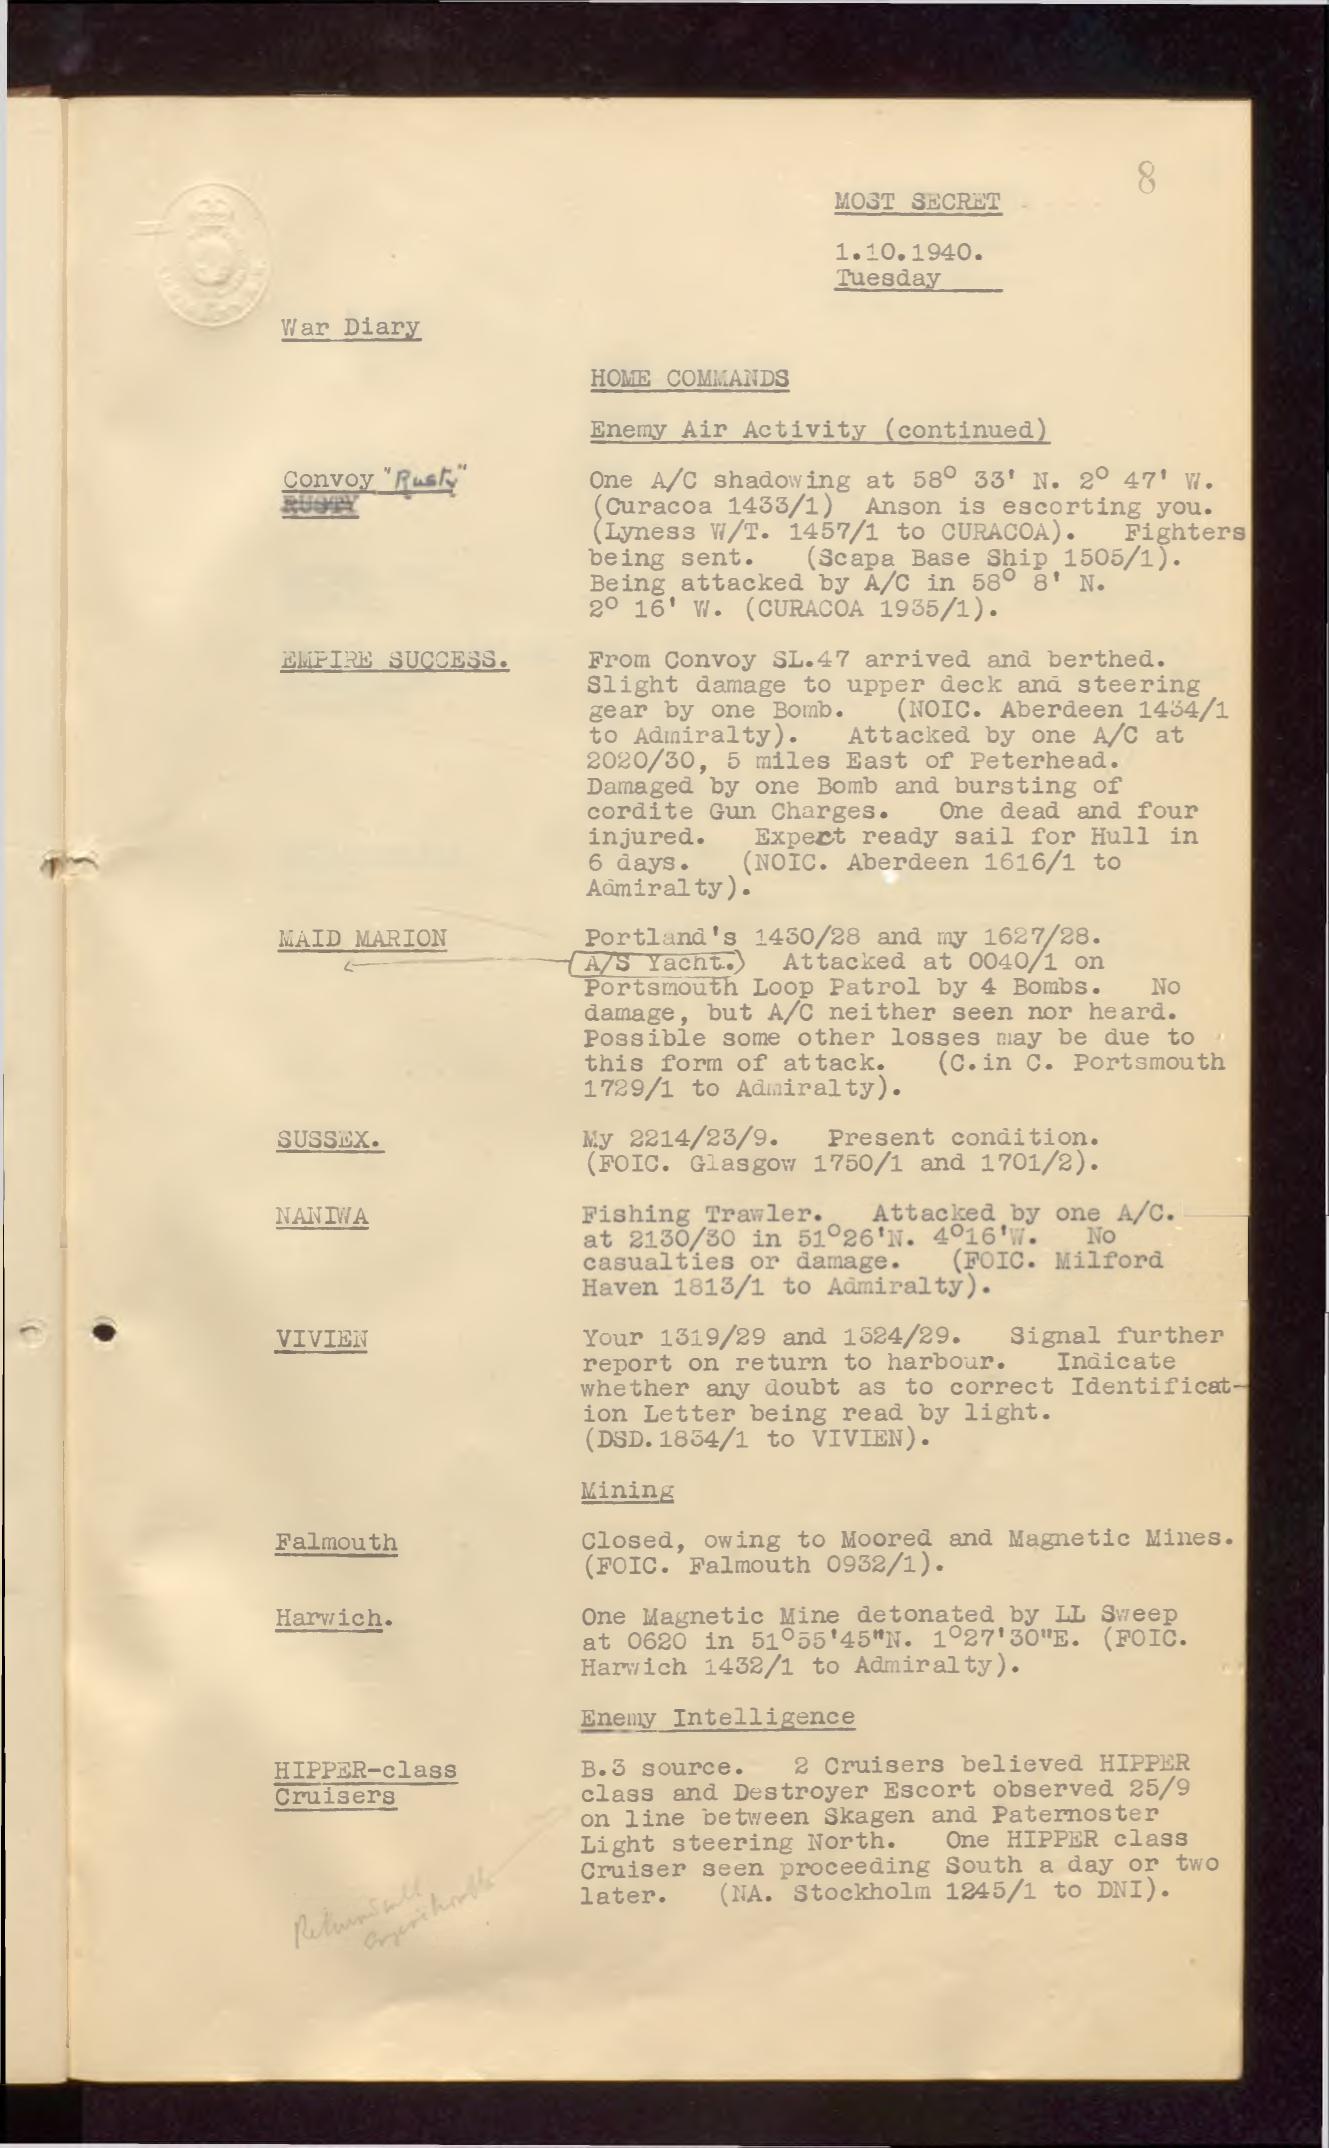 8
MOST SECRET
1.10.1940.
Tuesday
War Diary
HOME COMMANDS
Enemy Air Activity (continued)
Convoy "Rusty"
RUSTY
One A/C shadowing at 58° 33' N. 2° 47' W.
(Curacoa 1433/1) Anson is escorting you.
(Lyness W/T. 1457/1 to CURACOA). Fighters
being sent. (Scapa Base Ship 1505/1).
Being attacked by A/C in 58° 8' N.
2° 16' W. (CURACOA 1935/1).
EMPIRE SUCCESS.
From Convoy SL.47 arrived and berthed.
Slight damage to upper deck and steering
gear by one Bomb. (NOIC. Aberdeen 1434/1
to Admiralty). Attacked by one A/C at
2020/30, 5 miles East of Peterhead.
Damaged by one Bomb and bursting of
cordite Gun Charges. One dead and four
injured. Expect ready sail for Hull in
6 days. (NOIC. Aberdeen 1616/1 to
Admiralty).
MAID MARION
Portland's 1430/28 and my 1627/28.
A/S Yacht.) Attacked at 0040/1 on
Portsmouth Loop Patrol by 4 Bombs. No
damage, but A/C neither seen nor heard.
Possible some other losses may be due to
this form of attack. (C.in C. Portsmouth
1729/1 to Admiralty).
SUSSEX.
My 2214/23/9. Present condition.
(FOIC. Glasgow 1750/1 and 1701/2).
NANIWA
Fishing Trawler. Attacked by one A/C.
at 2130/30 in 51°26'N. 4°16'W. No
casualties or damage. (FOIC. Milford
Haven 1813/1 to Admiralty).
VIVIEN
Your 1319/29 and 1324/29. Signal further
report on return to harbour. Indicate
whether any doubt as to correct Identificat-
ion Letter being read by light.
(DSD.1834/1 to VIVIEN).
Mining
Falmouth
Closed, owing to Moored and Magnetic Mines.
(FOIC. Falmouth 0932/1).
Harwich.
One Magnetic Mine detonated by LL Sweep
at 0620 in 51°55'45"N. 1°27'30"E. (FOIC.
Harwich 1432/1 to Admiralty).
Enemy Intelligence
HIPPER-class
Cruisers
B.3 source. 2 Cruisers believed HIPPER
class and Destroyer Escort observed 25/9
on line between Skagen and Paternoster
Light steering North. One HIPPER class
Cruiser seen proceeding South a day or two
later. (NA. Stockholm 1245/1 to DNI).